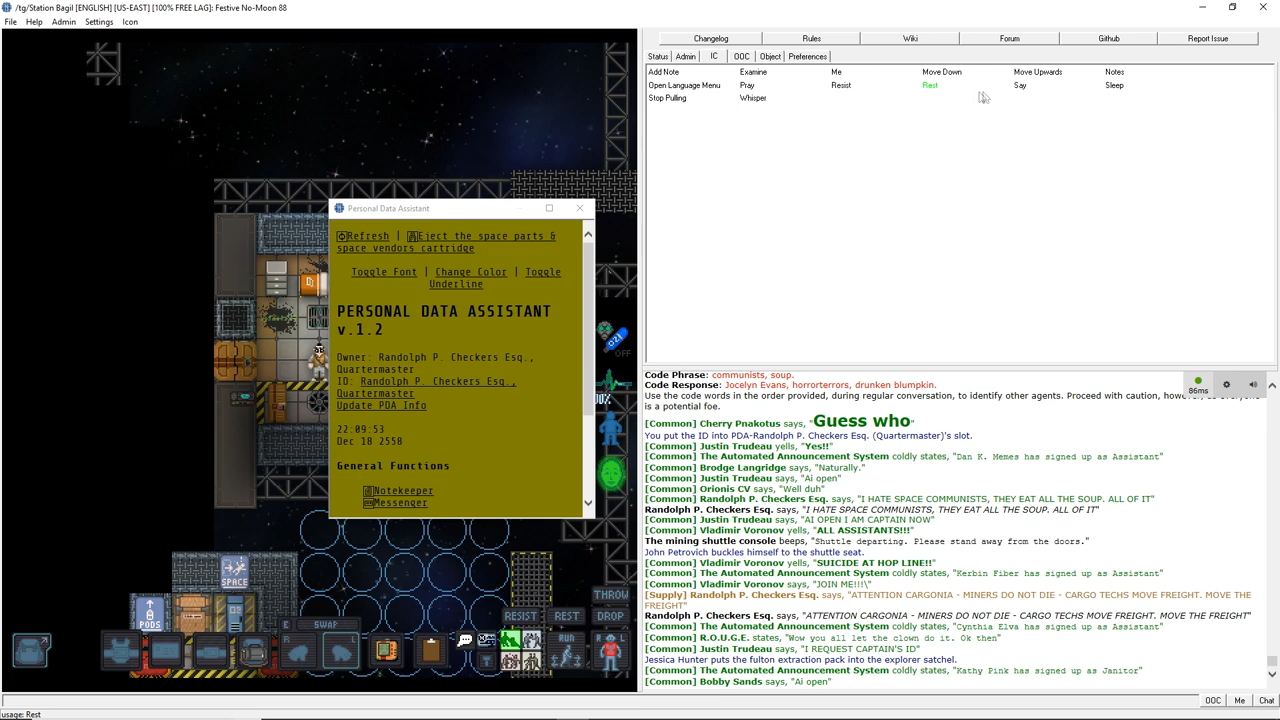 /tg/Station Bagil [ENGLISH] [US-EAST] [100% FREE LAG]: Festive No-Moon 88
File Help Admin Settings Icon
Changelog Rules Wiki Forum Github Report Issue
Status Admin IC OOC Object Preferences
Add Note Examine Me Move Down Move Upwards Notes
Open Language Menu Pray Resist Rest Say Sleep
Stop Pulling Whisper
Personal Data Assistant
Refresh | Eject the space parts &
space vendors cartridge
Toggle Font | Change Color | Toggle
Underline
PERSONAL DATA ASSISTANT
v.1.2
Owner: Randolph P. Checkers Esq.,
Quartermaster
ID: Randolph P. Checkers Esq.,
Quartermaster
Update PDA Info
22:09:53
Dec 18 2558
General Functions
Notekeeper
Messenger
OFF
SPACE
PODS
THROW
RESIST REST DROP
E SWAP
R L
RUN
Code Phrase: communists, soup.
Code Response: Jocelyn Evans, horrorterrors, drunken blumpkin.
86ms
Use the code words in the order provided, during regular conversation, to identify other agents. Proceed with caution, however, as everyone
is a potential foe.
[Common] Cherry Pnakotus says, "Guess who"
You put the ID into PDA-Randolph P. Checkers Esq. (Quartermaster)'s slot.
[Common] Justin Trudeau yells, "Yes!!"
[Common] The Automated Announcement System coldly states, "Dan K. Memes has signed up as Assistant"
[Common] Brodge Langridge says, "Naturally."
[Common] Justin Trudeau says, "Ai open"
[Common] Orionis CV says, "Well duh"
[Common] Randolph P. Checkers Esq. says, "I HATE SPACE COMMUNISTS, THEY EAT ALL THE SOUP. ALL OF IT"
Randolph P. Checkers Esq. says, "I HATE SPACE COMMUNISTS, THEY EAT ALL THE SOUP. ALL OF IT"
[Common] Justin Trudeau says, "AI OPEN I AM CAPTAIN NOW"
[Common] Vladimir Voronov yells, "ALL ASSISTANTS!!"
The mining shuttle console beeps, "Shuttle departing. Please stand away from the doors."
John Petrovich buckles himself to the shuttle seat.
[Common] Vladimir Voronov yells, "SUICIDE AT HOP LINE!!"
[Common] The Automated Announcement System coldly states, "Kerbin Fiber has signed up as Assistant"
[Common] Vladimir Voronov says, "JOIN ME!!!\"
[Supply] Randolph P. Checkers Esq. says, "ATTENTION CARGONIA - MINERS DO NOT DIE - CARGO TECHS MOVE FREIGHT. MOVE THE
FREIGHT"
Randolph P. Checkers Esq. says, "ATTENTION CARGONIA - MINERS DO NOT DIE - CARGO TECHS MOVE FREIGHT. MOVE THE FREIGHT"
[Common] The Automated Announcement System coldly states, "Cynthia Elva has signed up as Assistant"
[Common] R.O.U.G.E. states, "Wow you all let the clown do it. Ok then"
[Common] Justin Trudeau says, "I REQUEST CAPTAIN'S ID"
Jessica Hunter puts the fulton extraction pack into the explorer satchel.
[Common] The Automated Announcement System coldly states, "Kathy Pink has signed up as Janitor"
[Common] Bobby Sands says, "Ai open"
OOC Me Chat
usage: Rest